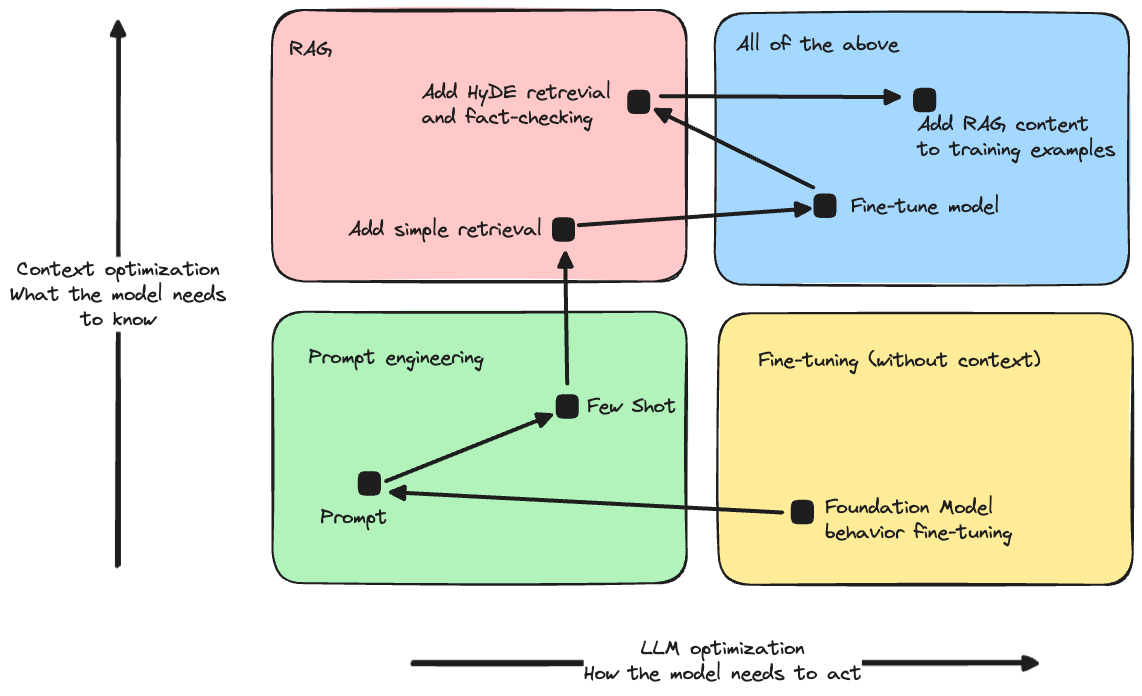 RAG
All of the above
Add HyDE retrevial
and fact-checking
Add RAG content
to training examples
Fine-tune model
Add simple retrieval
Context optimization
What the model needs
to know
Prompt engineering
Fine-tuning (without context)
Few Shot
Prompt
Foundation Model
behavior fine-tuning
LLM optimization
How the model needs to act